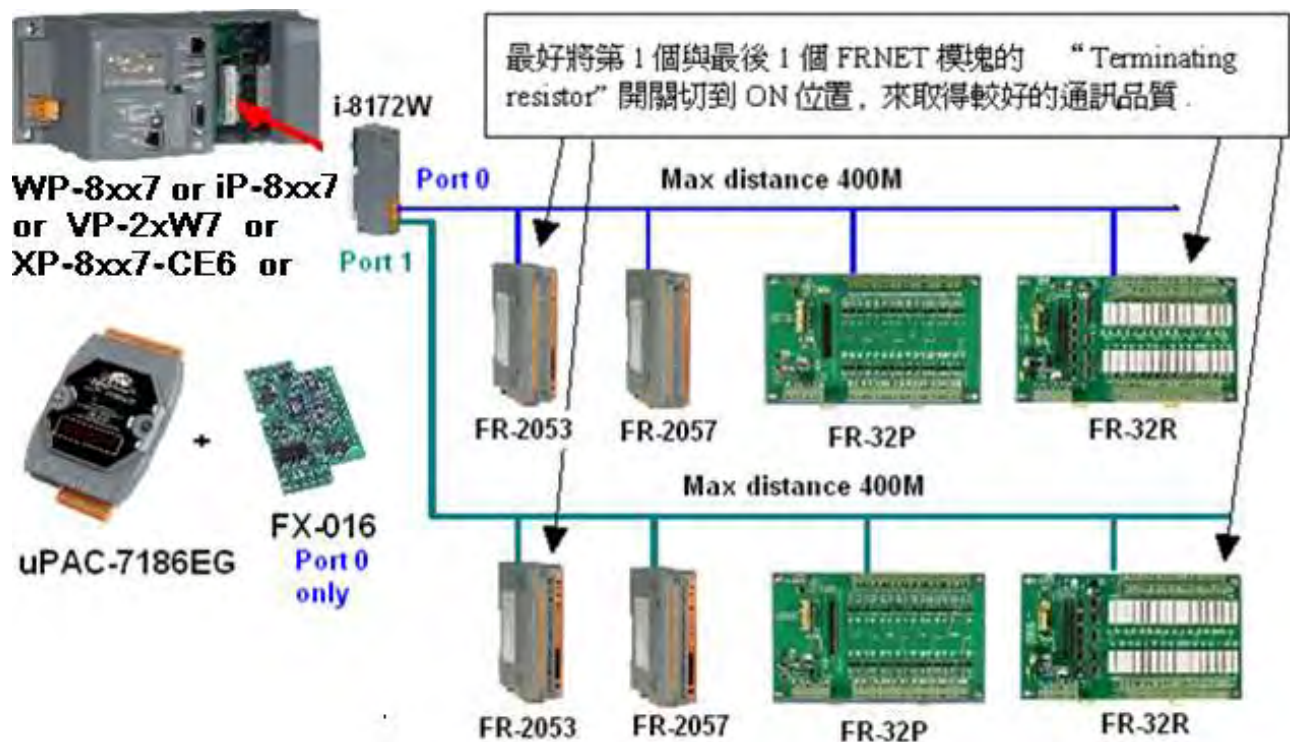 最好將第 1 個與最後 1 個 FRNET 模塊的 “Terminating
resistor” 開關切到 ON 位置, 來取得較好的通訊品質.
i-8172W
WP-8xx7 or iP-8xx7
or VP-2xW7 or
XP-8xx7-CE6 or
Port 0
Max distance 400M
Port 1
FR-2053
FR-2057
FR-32P
FR-32R
+
uPAC-7186EG
FX-016
Port 0
only
Max distance 400M
FR-2053
FR-2057
FR-32P
FR-32R